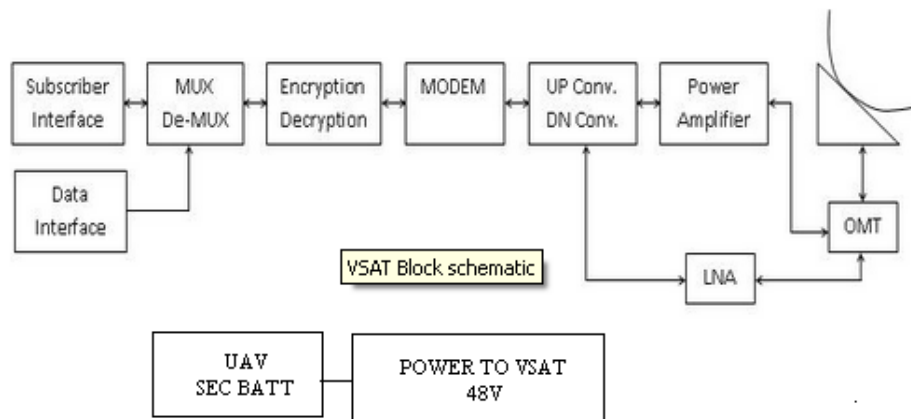 Subscriber
Interface
MUX
De-MUX
Encryption
Decryption
MODEM
UP Conv.
DN Conv.
Power
Amplifier
Data
Interface
OMT
VSAT Block schematic
LNA
UAV
SEC BATT
POWER TO VSAT
48V
.